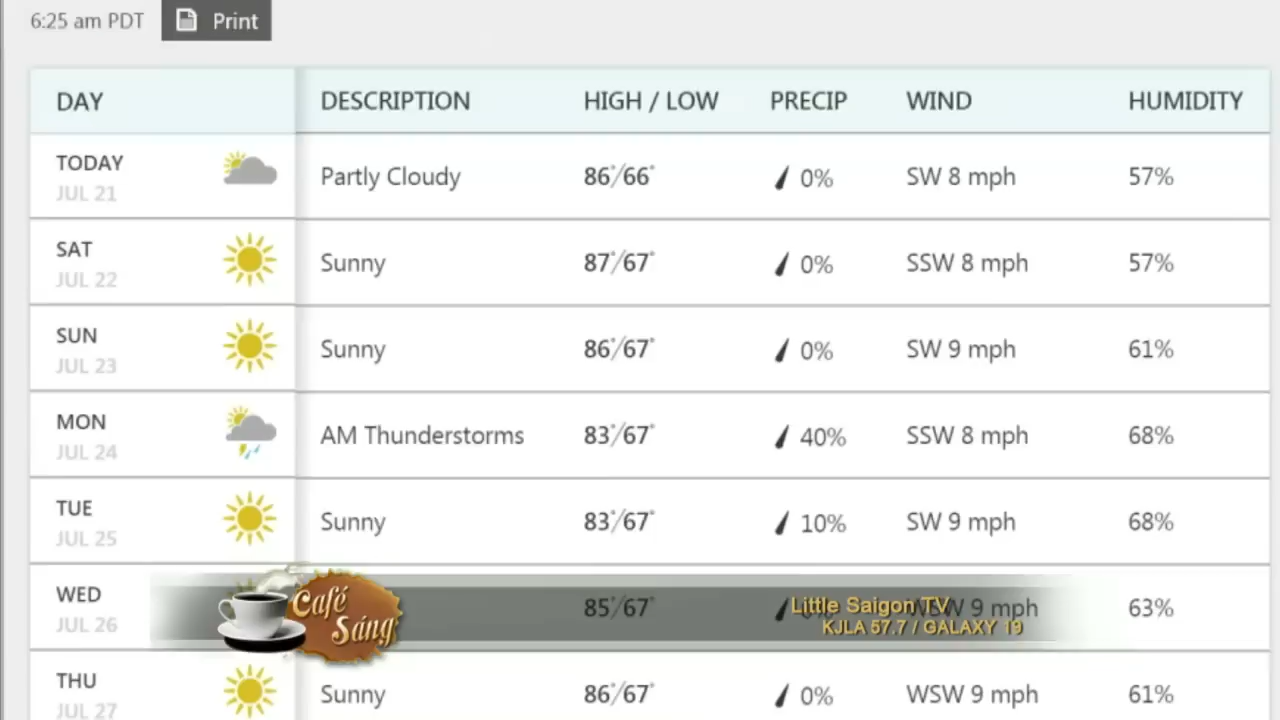 6:25 am PDT Print
DAY DESCRIPTION HIGH / LOW PRECIP WIND HUMIDITY
TODAY
JUL 21
Partly Cloudy 86°/66° 0% SW 8 mph 57%
SAT
JUL 22
Sunny 87°/67° 0% SSW 8 mph 57%
SUN
JUL 23
Sunny 86°/67° 0% SW 9 mph 61%
MON
JUL 24
AM Thunderstorms 83°/67° 40% SSW 8 mph 68%
TUE
JUL 25
Sunny 83°/67° 10% SW 9 mph 68%
WED
JUL 26
85°/67° WSW 9 mph 63%
Café
Sáng
Little Saigon TV
KJLA 57.7 / GALAXY 19
THU
JUL 27
Sunny 86°/67° 0% WSW 9 mph 61%